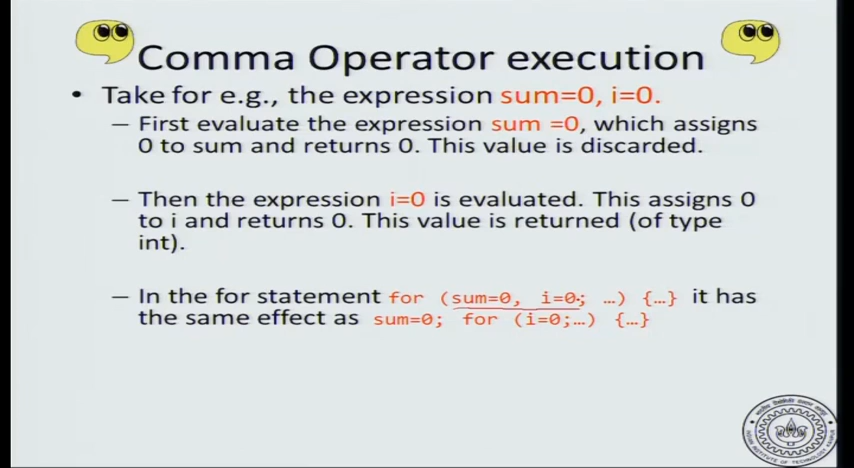 Comma Operator execution
• Take for e.g., the expression sum=0, i=0.
– First evaluate the expression sum =0, which assigns
0 to sum and returns 0. This value is discarded.
– Then the expression i=0 is evaluated. This assigns 0
to i and returns 0. This value is returned (of type
int).
– In the for statement for (sum=0, i=0; …) {…} it has
the same effect as sum=0; for (i=0;…) {…}